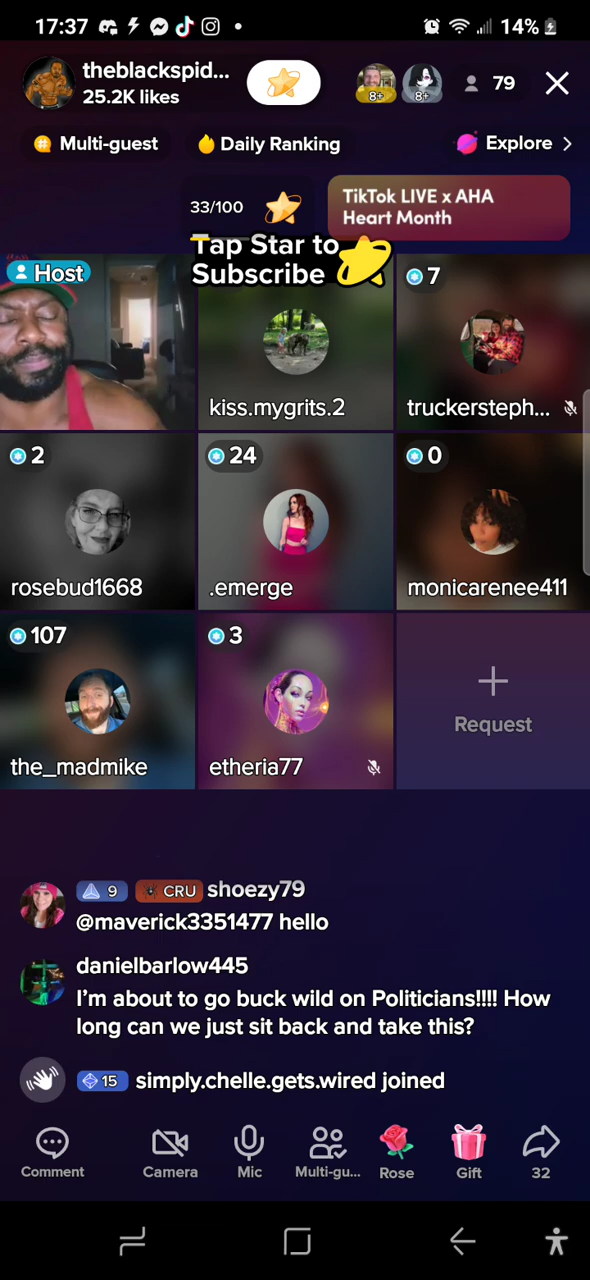 17:37
14%
theblackspid...
25.2K likes
8+
8+
79
Multi-guest
Daily Ranking
Explore
33/100
TikTok LIVE x AHA
Heart Month
Tap Star to
Subscribe
Host
7
kiss.mygrits.2
truckersteph...
2
24
0
rosebud1668
.emerge
monicarenee411
107
3
Request
the_madmike
etheria77
9 CRU shoezy79
@maverick3351477 hello
danielbarlow445
I'm about to go buck wild on Politicians!!!! How
long can we just sit back and take this?
15 simply.chelle.gets.wired joined
Comment
Camera
Mic
Multi-gu...
Rose
Gift
32